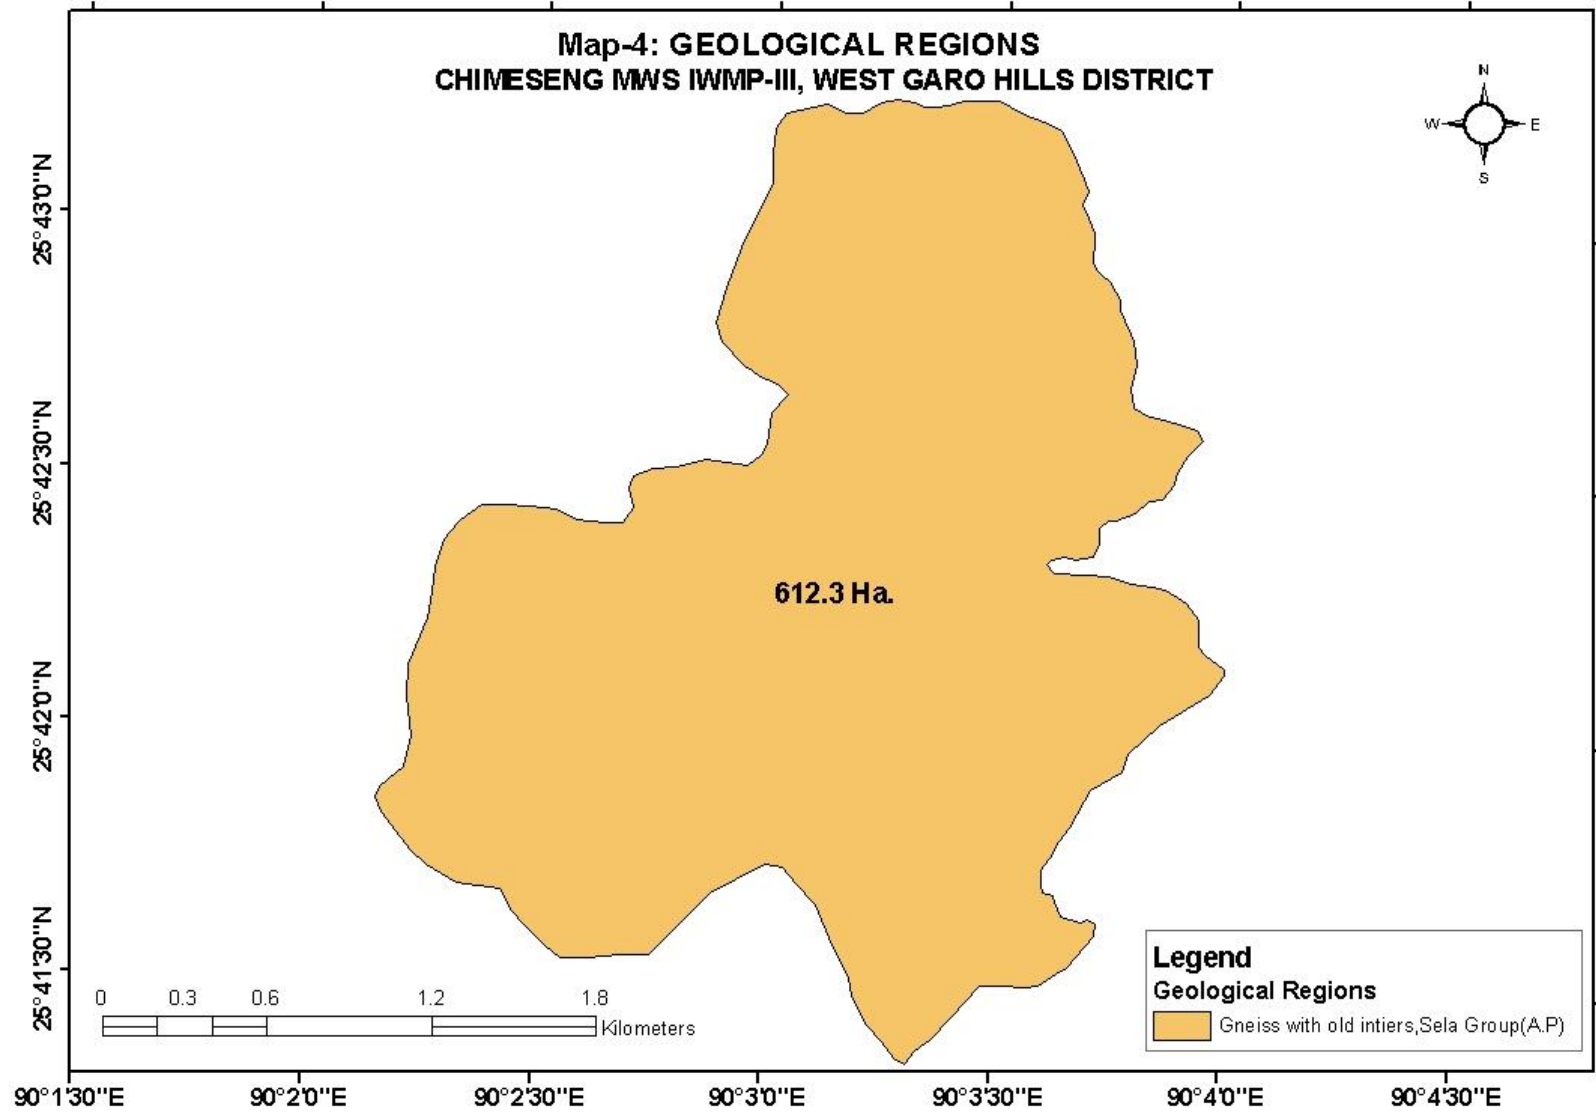 Map-4: GEOLOGICAL REGIONS
CHIMESENG MWS IWMP-III, WEST GARO HILLS DISTRICT
N
W E
S
25°43'0"N
25°42'30"N
25°42'0"N
25°41'30"N
612.3 Ha.
0 0.3 0.6 1.2 1.8
Kilometers
Legend
Geological Regions
Gneiss with old intiers,Sela Group(A.P)
90°1'30"E 90°2'0"E 90°2'30"E 90°3'0"E 90°3'30"E 90°4'0"E 90°4'30"E